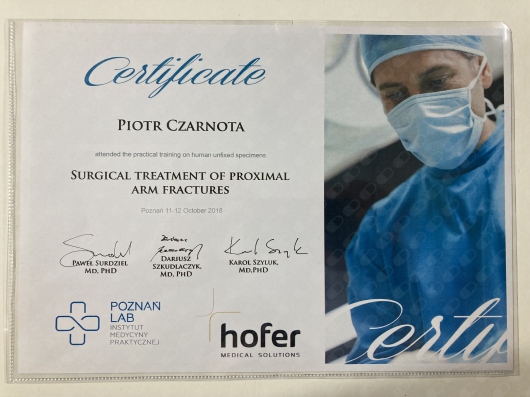 Certificate
PIOTR CZARNOTA
attended the practical training on human unfixed specimens
SURGICAL TREATMENT OF PROXIMAL
ARM FRACTURES
Poznań 11-12 October 2018
PAWEŁ SURDZIEL
MD, PHD
DARIUSZ
SZKUDLACZYK,
MD, PHD
KAROL SZYLUK,
MD,PHD
POZNAŃ
LAB
INSTYTUT
MEDYCYNY
PRAKTYCZNEJ
hofer
MEDICAL SOLUTIONS
Certi